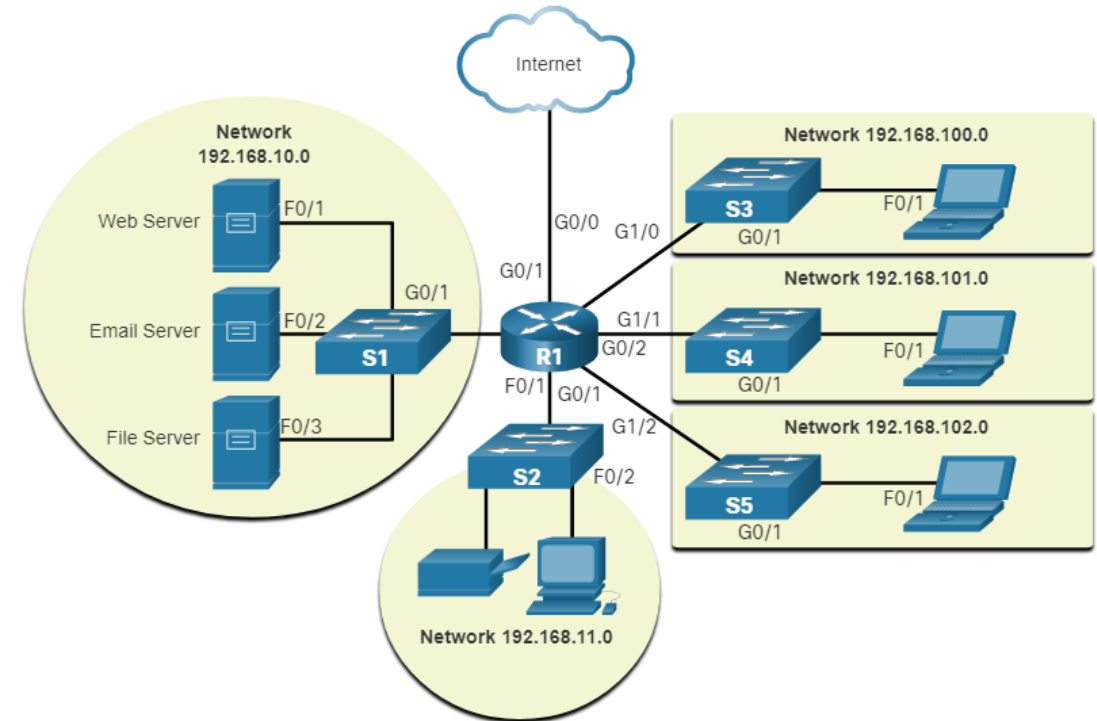 Internet
Network
192.168.10.0
Web Server
F0/1
Email Server
F0/2
G0/1
S1
File Server
F0/3
G0/0
G0/1
G1/0
G1/1
G0/2
R1
F0/1
G0/1
G1/2
S2
F0/2
Network 192.168.11.0
Network 192.168.100.0
S3
F0/1
G0/1
Network 192.168.101.0
S4
F0/1
G0/1
Network 192.168.102.0
S5
F0/1
G0/1